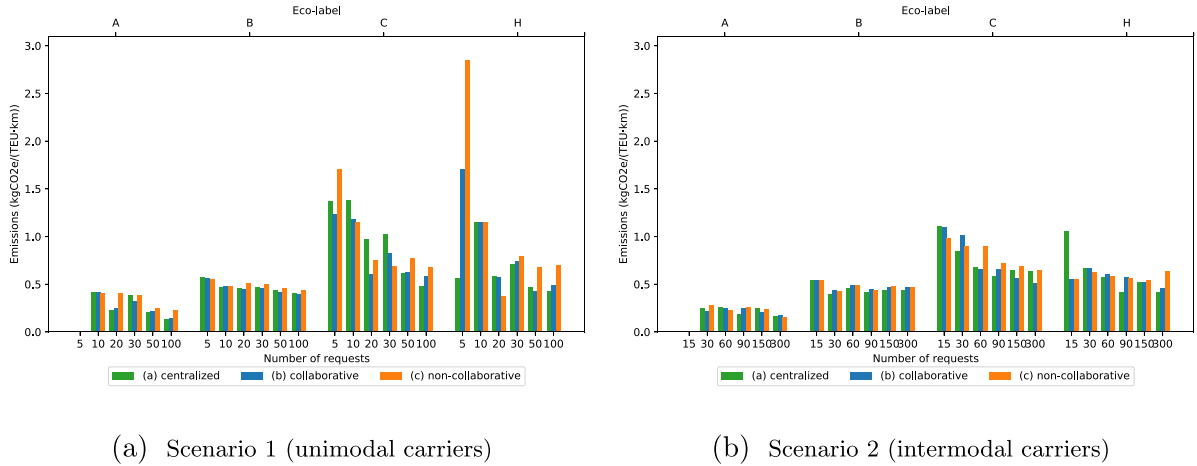 Eco-label
A B C H
Emissions (kgCO2e/(TEU•km))
3.0
2.5
2.0
1.5
1.0
0.5
0.0
5 10 20 30 50 100 5 10 20 30 50 100 5 10 20 30 50 100 5 10 20 30 50 100
Number of requests
(a) centralized (b) collaborative (c) non-collaborative
(a) Scenario 1 (unimodal carriers)
Eco-label
A B C H
Emissions (kgCO2e/(TEU•km))
3.0
2.5
2.0
1.5
1.0
0.5
0.0
15 30 60 90 150 300 15 30 60 90 150 300 15 30 60 90 150 300 15 30 60 90 150 300
Number of requests
(a) centralized (b) collaborative (c) non-collaborative
(b) Scenario 2 (intermodal carriers)